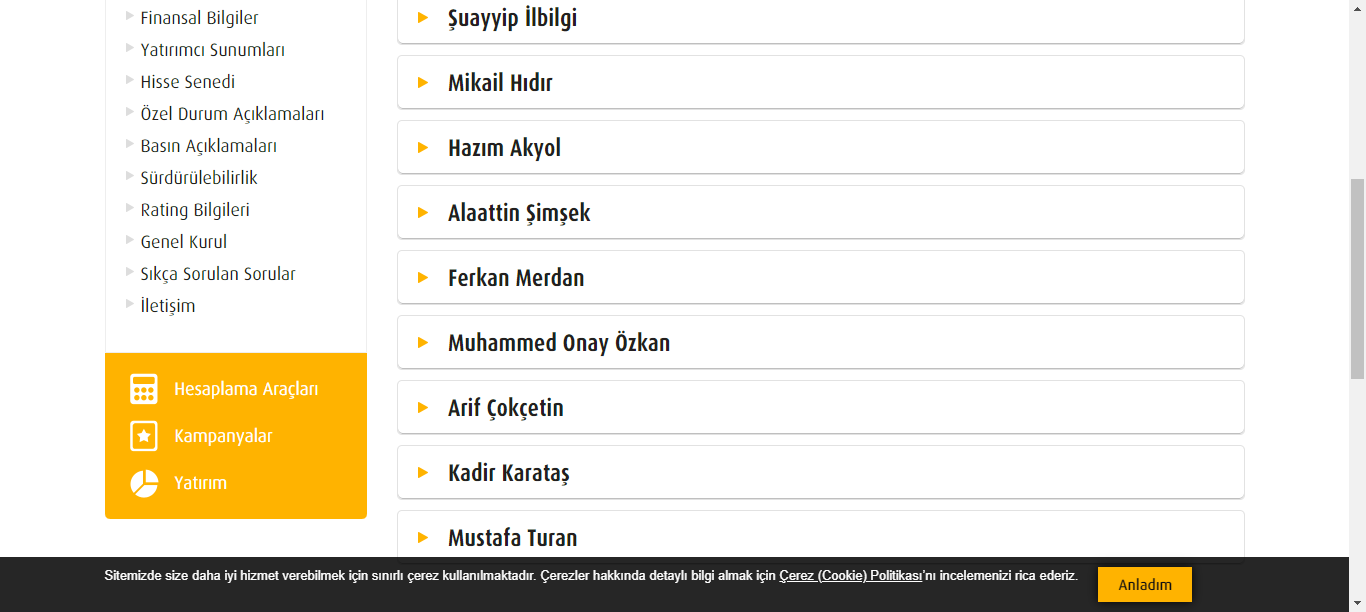 Finansal Bilgiler
Yatırımcı Sunumları
Hisse Senedi
Özel Durum Açıklamaları
Basın Açıklamaları
Sürdürülebilirlik
Rating Bilgileri
Genel Kurul
Sıkça Sorulan Sorular
İletişim
Hesaplama Araçları
Kampanyalar
Yatırım
Şuayyip İlbilgi
Mikail Hıdır
Hazım Akyol
Alaattin Şimşek
Ferkan Merdan
Muhammed Onay Özkan
Arif Çokçetin
Kadir Karataş
Mustafa Turan
Sitemizde size daha iyi hizmet verebilmek için sınırlı çerez kullanılmaktadır. Çerezler hakkında detaylı bilgi almak için Çerez (Cookie) Politikası'nı incelemenizi rica ederiz.
Anladım